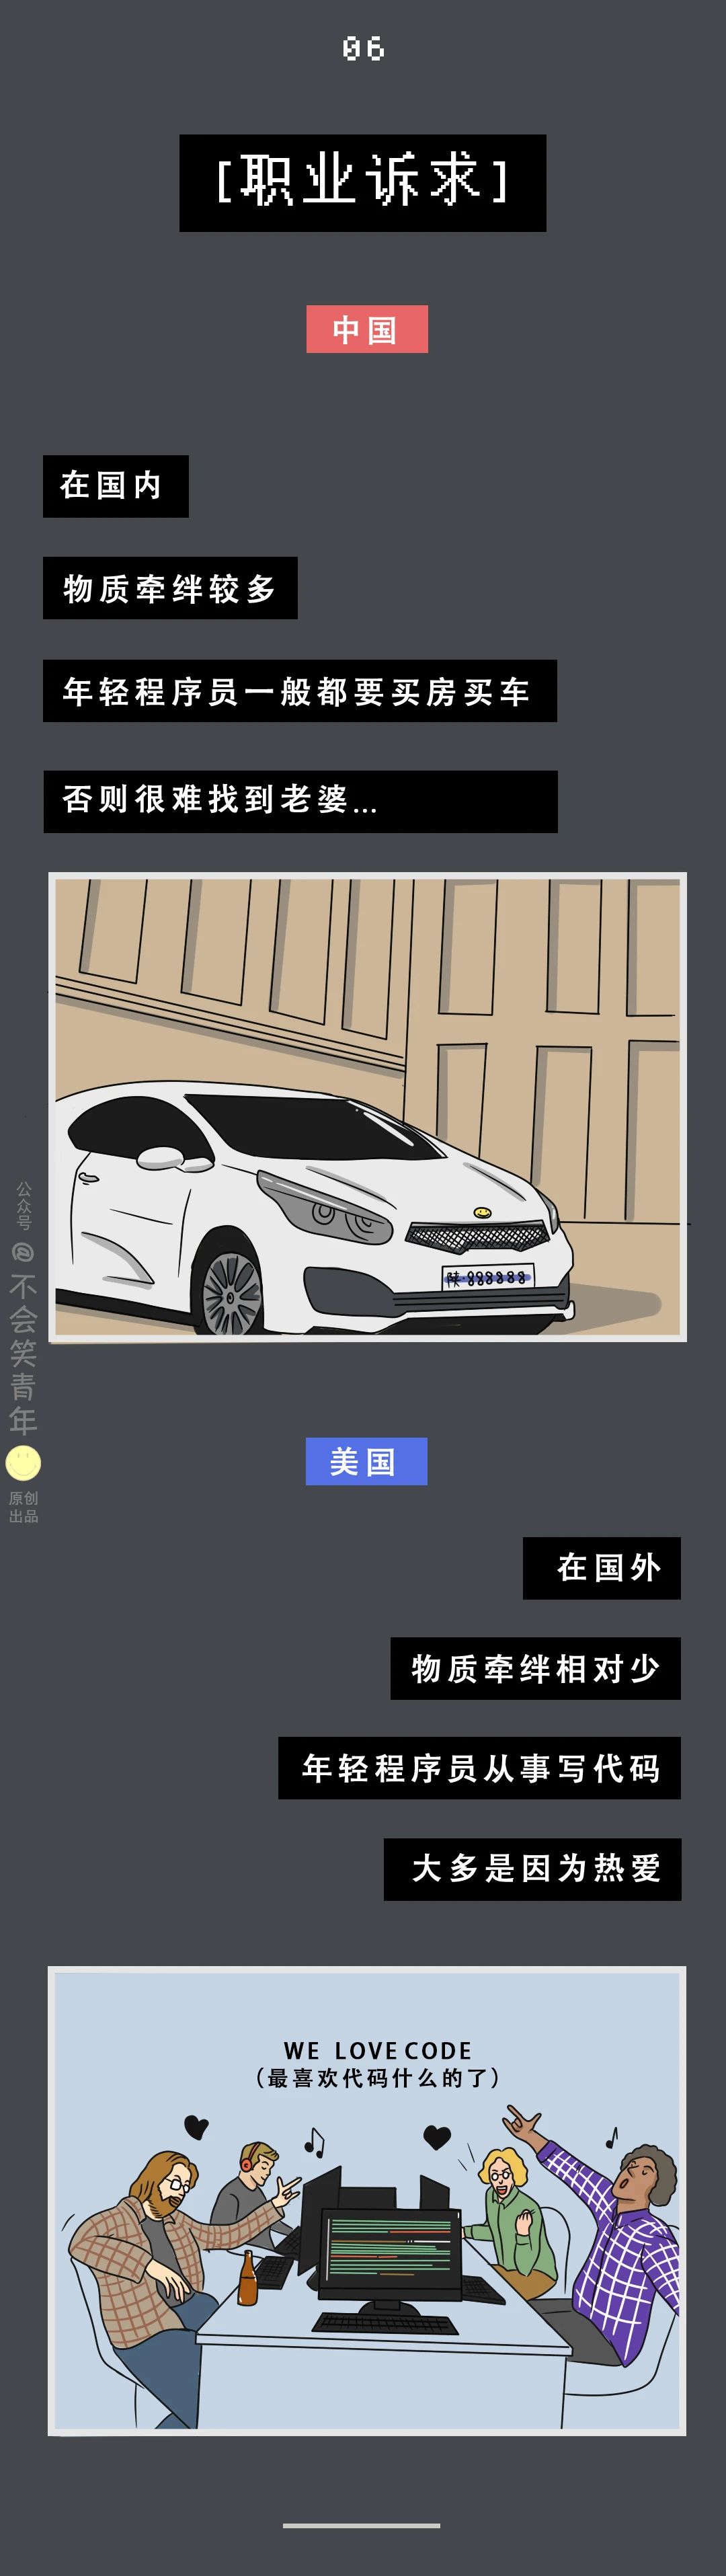 06
[职业诉求]
中国
在国内
物质牵绊较多
年轻程序员一般都要买房买车
否则很难找到老婆...
陕·888888
公众号
@不会笑青年
原创
出品
美国
在国外
物质牵绊相对少
年轻程序员从事写代码
大多是因为热爱
WE LOVE CODE
（最喜欢代码什么的了）